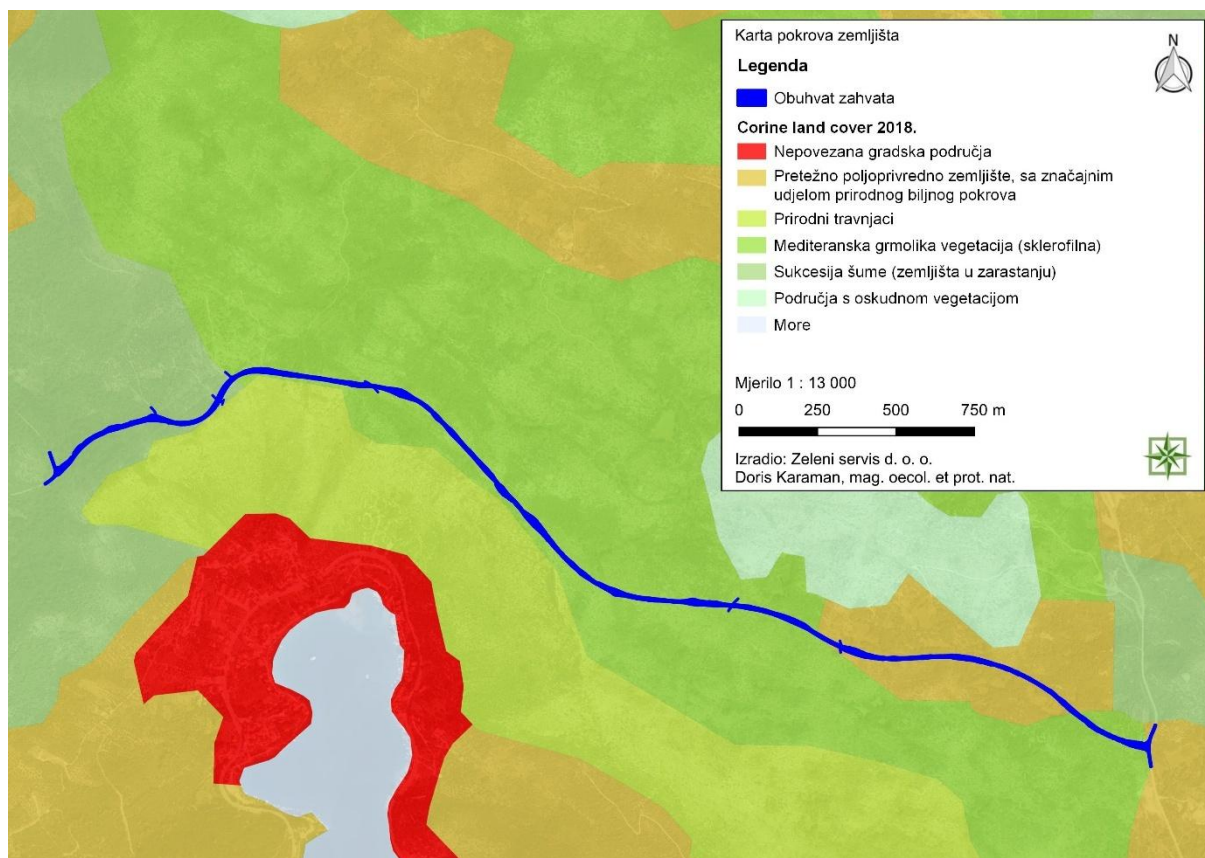 Karta pokrova zemljišta
N
Legenda
Obuhvat zahvata
Corine land cover 2018.
Nepovezana gradska područja
Pretežno poljoprivredno zemljište, sa značajnim
udjelom prirodnog biljnog pokrova
Prirodni travnjaci
Mediteranska grmolika vegetacija (sklerofilna)
Sukcesija šume (zemljišta u zarastanju)
Područja s oskudnom vegetacijom
More
Mjerilo 1 : 13 000
0 250 500 750 m
Izradio: Zeleni servis d. o. o.
Doris Karaman, mag. oecol. et prot. nat.